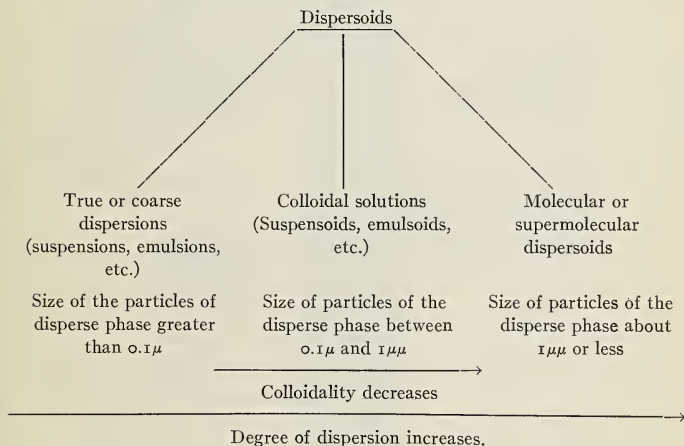 Dispersoids
True or coarse
dispersions
(suspensions, emulsions,
etc.)
Size of the particles of
disperse phase greater
than 0.1μ
Colloidal solutions
(Suspensoids, emulsoids,
etc.)
Size of particles of the
disperse phase between
0.1μ and 1μμ
Molecular or
supermolecular
dispersoids
Size of particles of the
disperse phase about
1μμ or less
Colloidality decreases
Degree of dispersion increases.